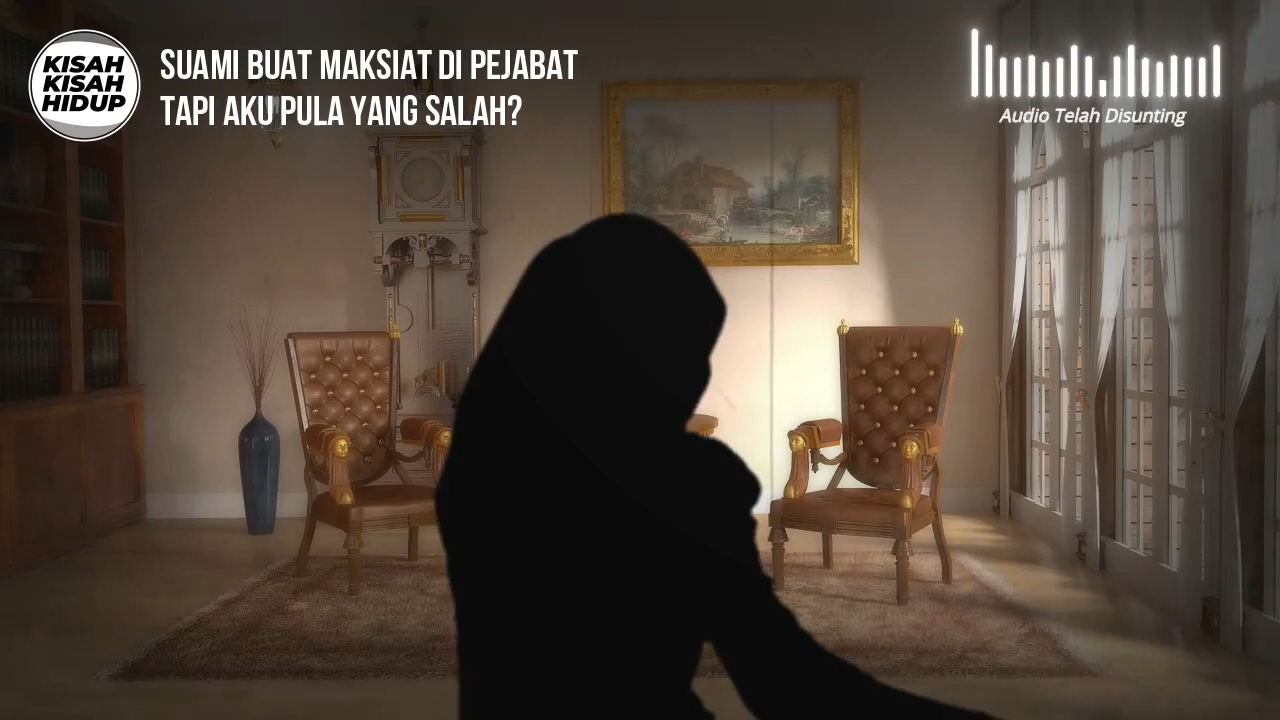 KISAH
KISAH
HIDUP
SUAMI BUAT MAKSIAT DI PEJABAT
TAPI AKU PULA YANG SALAH?
Audio Telah Disunting